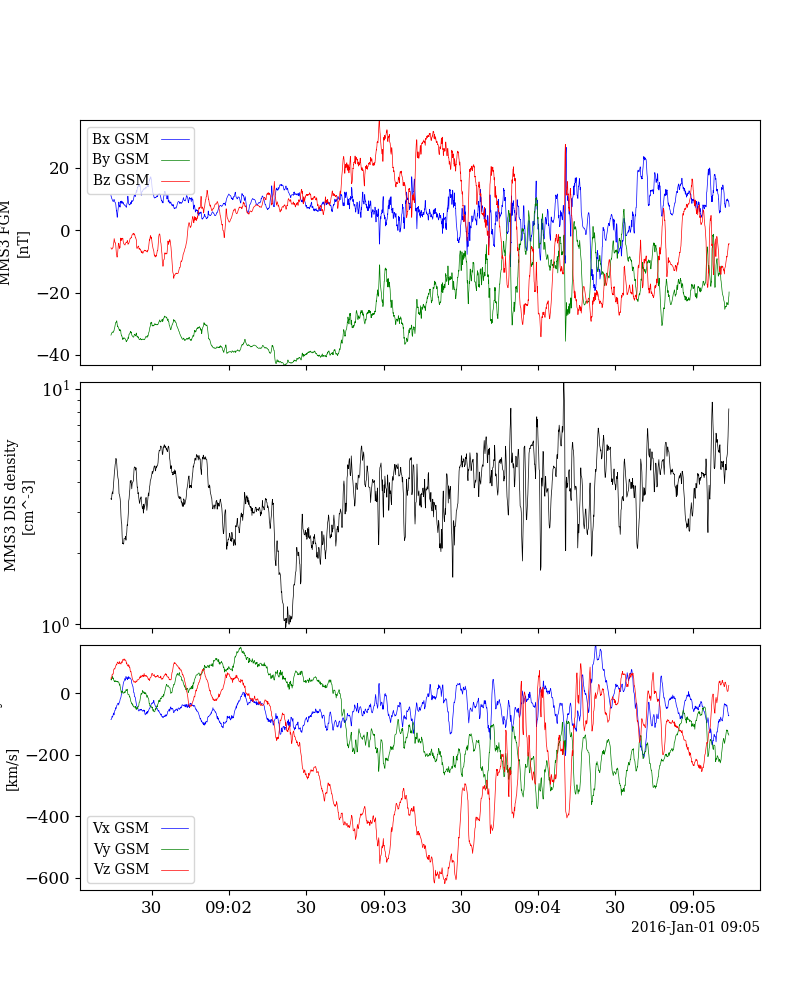 Bx GSM
By GSM
Bz GSM
20
0
−20
−40
MMS3 FGM
[nT]
10^1
10^0
MMS3 DIS density
[cm^-3]
0
−200
−400
−600
[km/s]
Vx GSM
Vy GSM
Vz GSM
30 09:02 30 09:03 30 09:04 30 09:05
2016-Jan-01 09:05